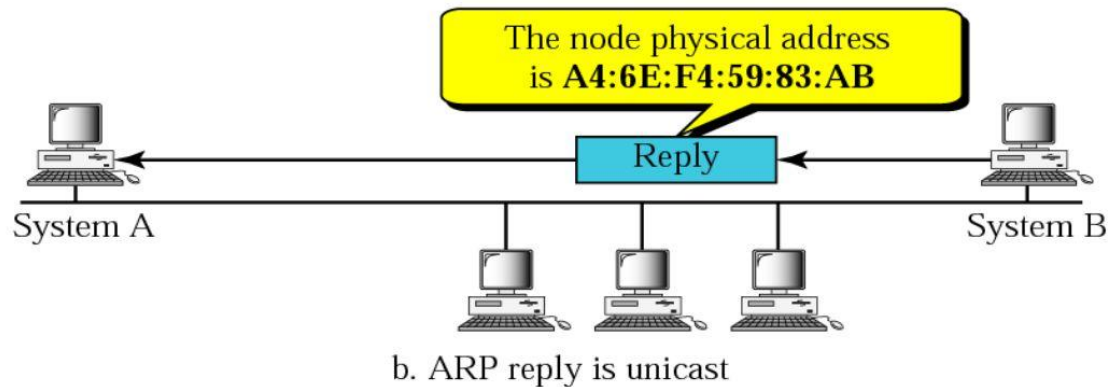 The node physical address
is A4:6E:F4:59:83:AB
Reply
System A
System B
b. ARP reply is unicast